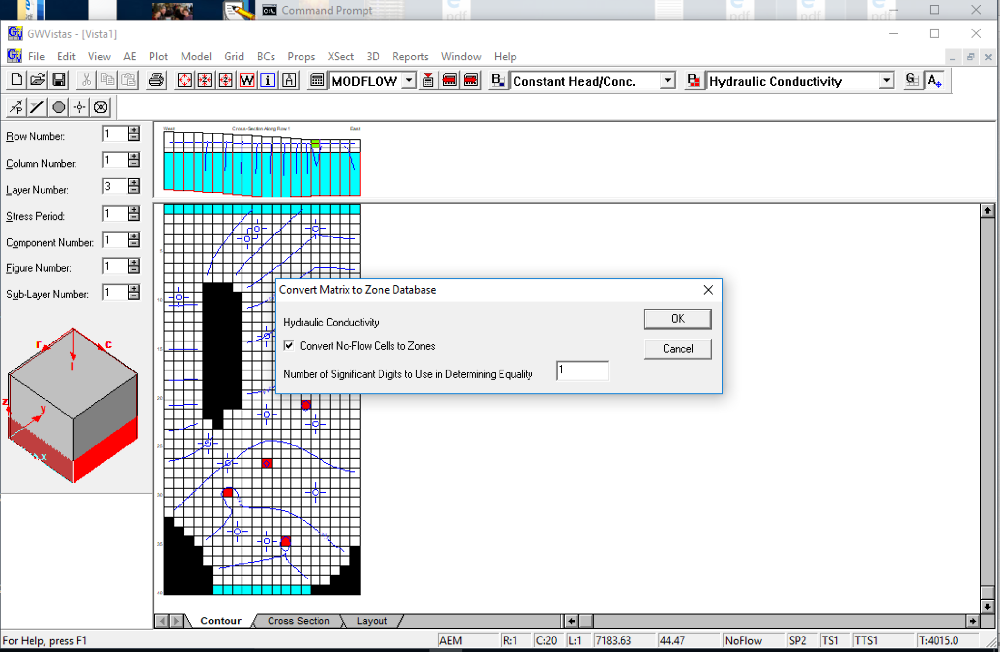 pdf
pdf
pdf
pdf
pdf
Command Prompt
GWVistas - [Vista1]
File Edit View AE Plot Model Grid BCs Props XSect 3D Reports Window Help
MODFLOW
Constant Head/Conc.
Hydraulic Conductivity
Row Number: 1
Column Number: 1
Layer Number: 3
Stress Period: 1
Component Number: 1
Figure Number: 1
Sub-Layer Number: 1
West
Cross-Section Along Row 1
East
5
10
15
20
25
30
35
40
r
c
l
z
y
x
Convert Matrix to Zone Database
Hydraulic Conductivity
Convert No-Flow Cells to Zones
Number of Significant Digits to Use in Determining Equality 1
OK
Cancel
Contour Cross Section Layout
For Help, press F1 AEM R:1 C:20 L:1 7183.63 44.47 NoFlow SP2 TS1 TTS1 T:4015.0